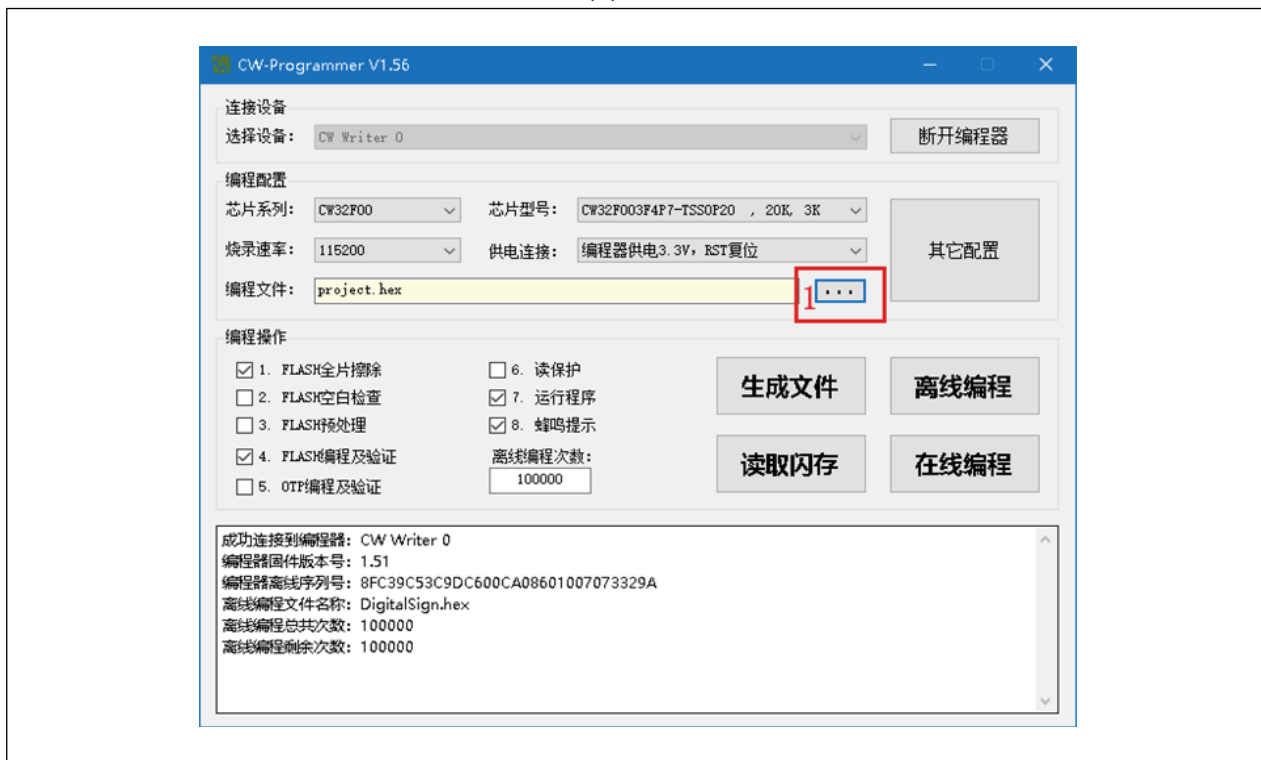 CW-Programmer V1.56
连接设备
选择设备: CW Writer 0 断开编程器
编程配置
芯片系列: CW32F00 芯片型号: CW32F003F4P7-TSSOP20 , 20K, 3K
烧录速率: 115200 供电连接: 编程器供电3.3V, RST复位 其它配置
编程文件: project.hex 1 ...
编程操作
1. FLASH全片擦除 6. 读保护
2. FLASH空白检查 7. 运行程序 生成文件 离线编程
3. FLASH预处理 8. 蜂鸣提示
4. FLASH编程及验证 离线编程次数: 读取闪存 在线编程
5. OTP编程及验证 100000
成功连接到编程器: CW Writer 0
编程器固件版本号: 1.51
编程器离线序列号: 8FC39C53C9DC600CA08601007073329A
离线编程文件名称: DigitalSign.hex
离线编程总共次数: 100000
离线编程剩余次数: 100000